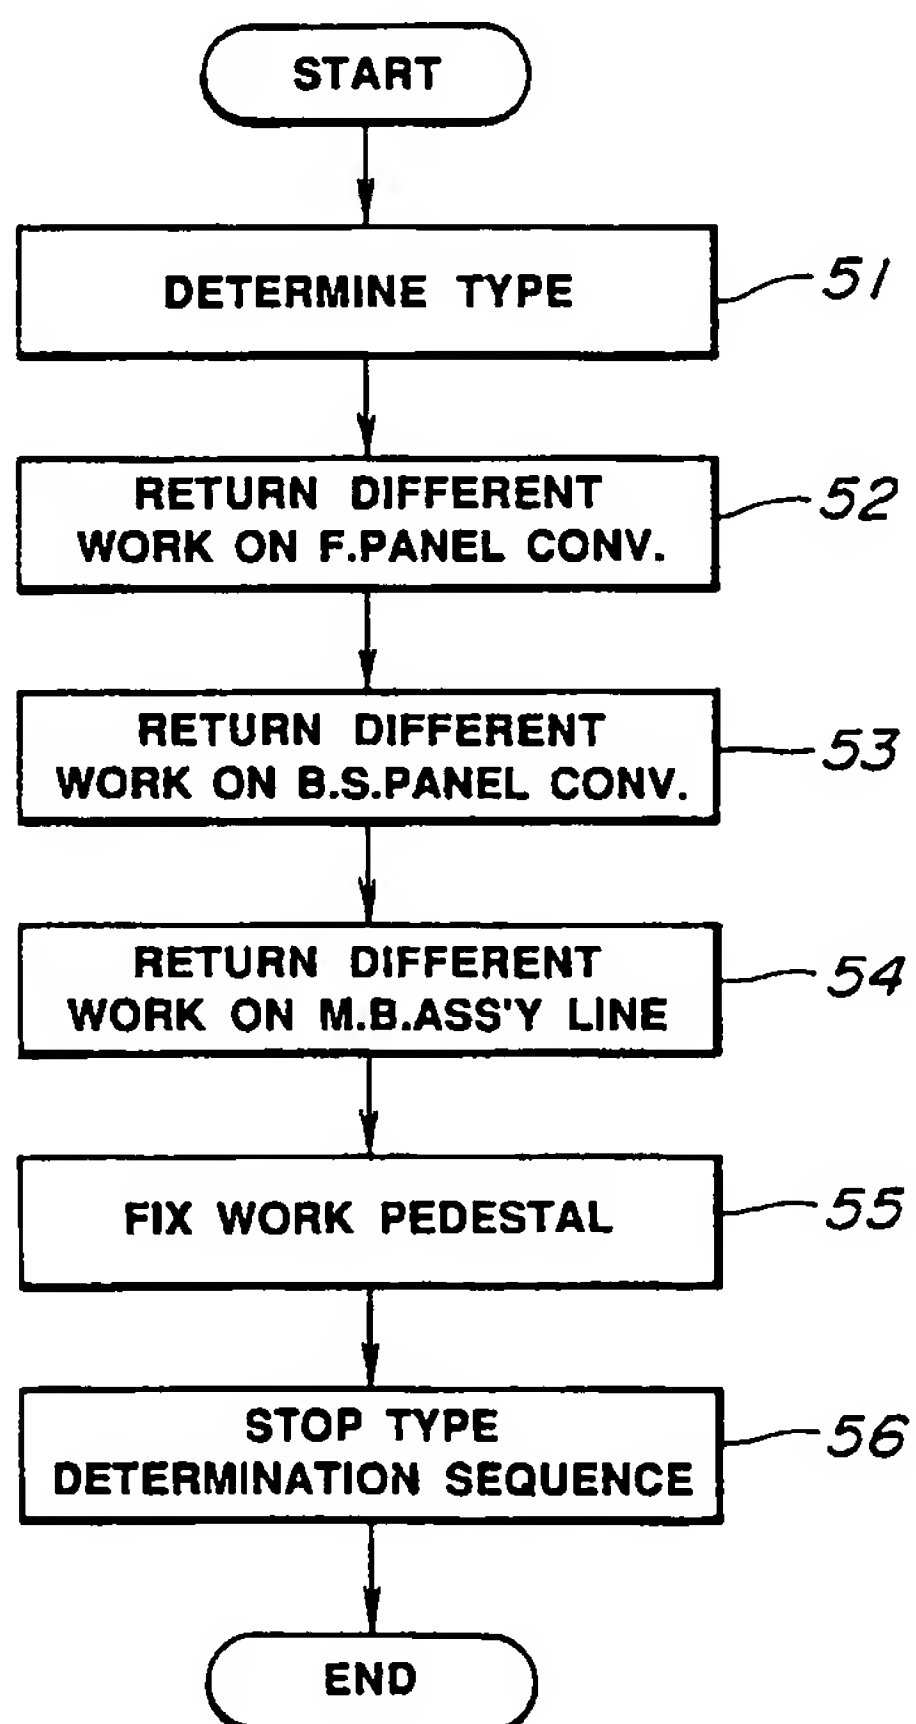 START
DETERMINE TYPE
51
RETURN DIFFERENT
WORK ON F.PANEL CONV.
52
RETURN DIFFERENT
WORK ON B.S.PANEL CONV.
53
RETURN DIFFERENT
WORK ON M.B.ASS'Y LINE
54
FIX WORK PEDESTAL
55
STOP TYPE
DETERMINATION SEQUENCE
56
END